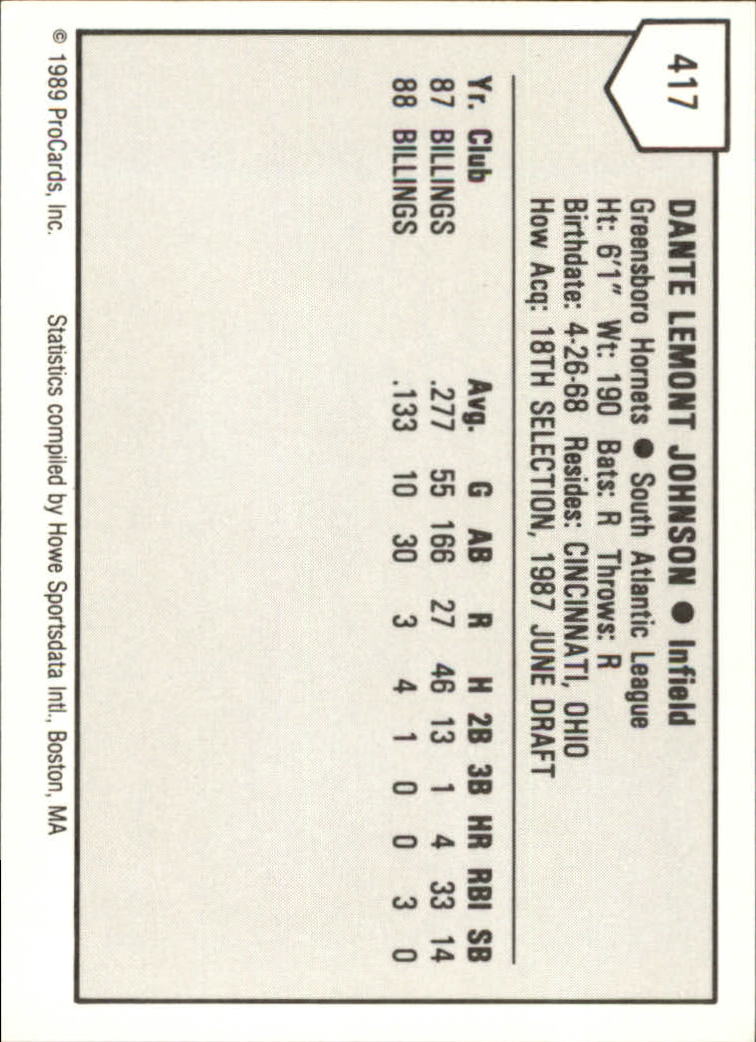 417
DANTE LEMONT JOHNSON ● Infield
Greensboro Hornets ● South Atlantic League
Ht: 6'1" Wt: 190 Bats: R Throws: R
Birthdate: 4-26-68 Resides: CINCINNATI, OHIO
How Acq: 18TH SELECTION, 1987 JUNE DRAFT
Yr. Club Avg. G AB R H 2B 3B HR RBI SB
87 BILLINGS .277 55 166 27 46 13 1 4 33 14
88 BILLINGS .133 10 30 3 4 1 0 0 3 0
© 1989 ProCards, Inc. Statistics compiled by Howe Sportsdata Intl., Boston, MA